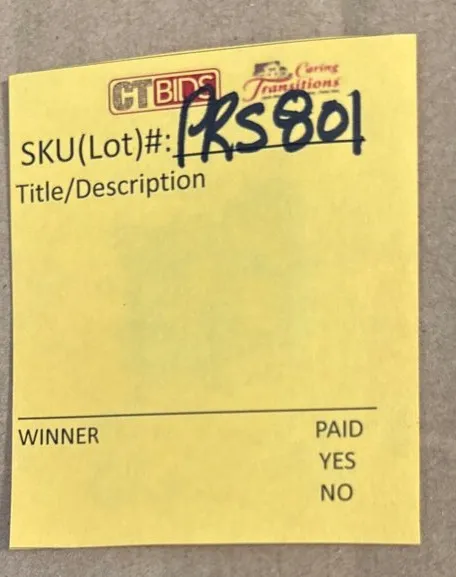 CTBIDS Caring Transitions
SKU(Lot)#: PRS801
Title/Description
WINNER PAID
YES
NO